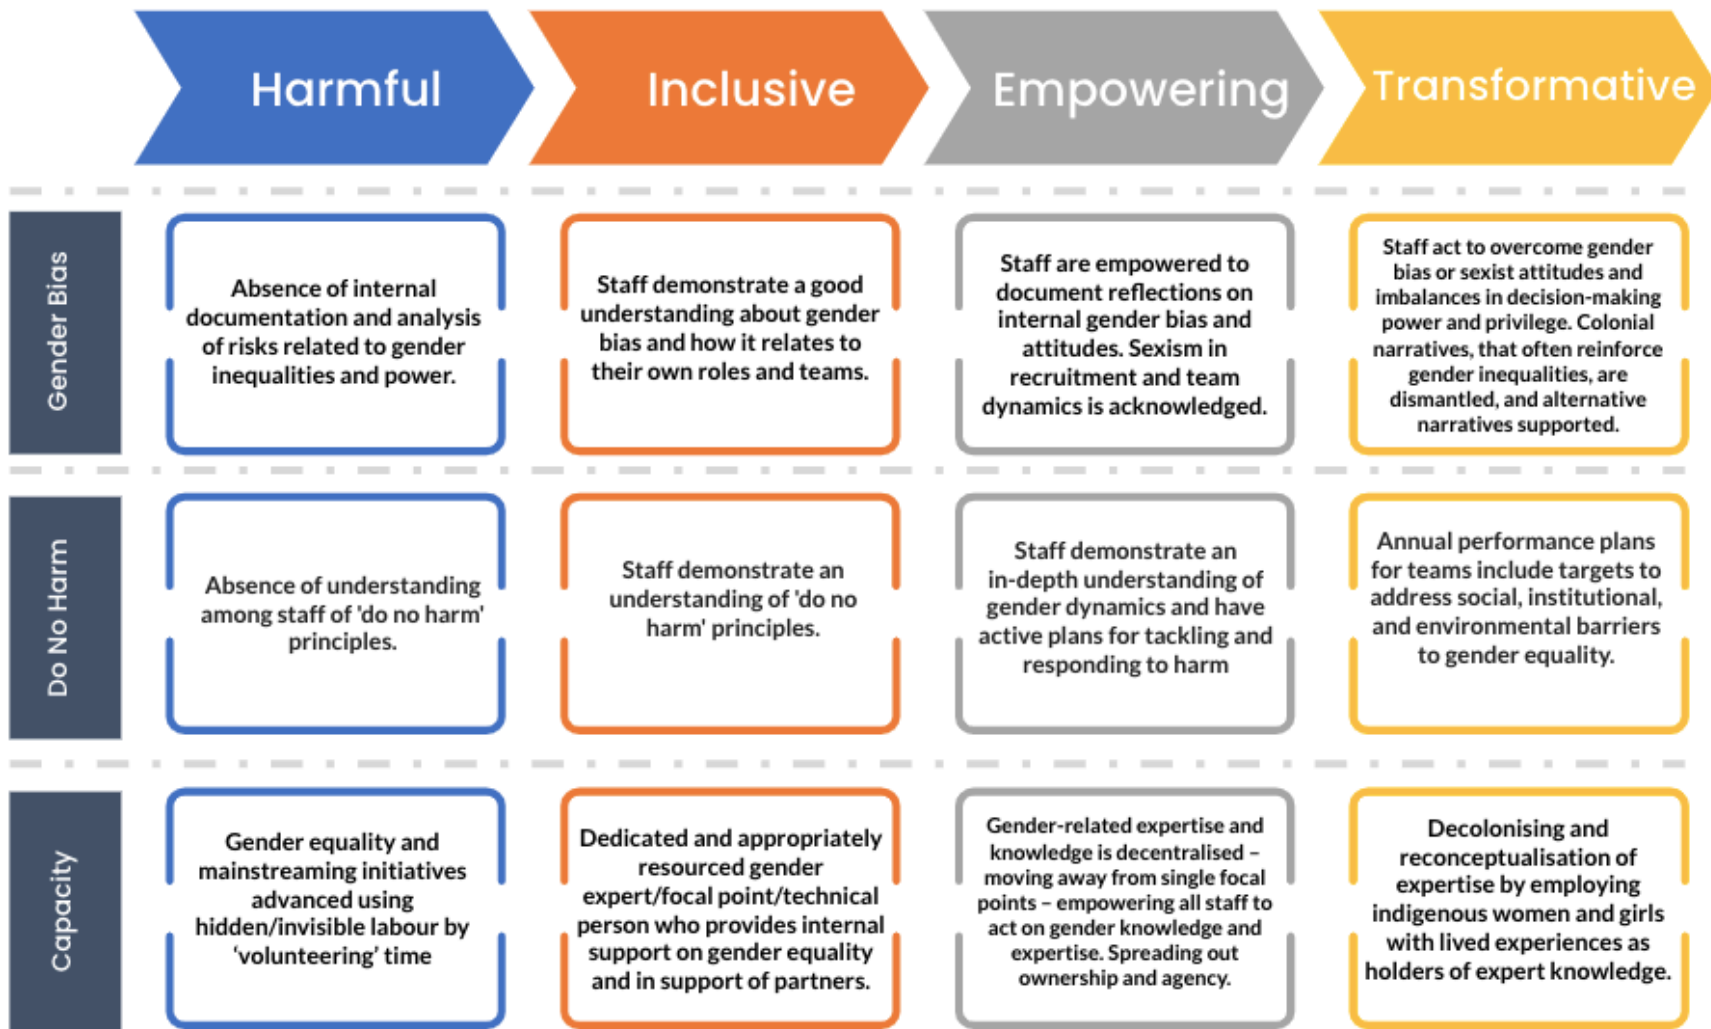 Harmful
Inclusive
Empowering
Transformative
Gender Bias
Absence of internal
documentation and analysis
of risks related to gender
inequalities and power.
Staff demonstrate a good
understanding about gender
bias and how it relates to
their own roles and teams.
Staff are empowered to
document reflections on
internal gender bias and
attitudes. Sexism in
recruitment and team
dynamics is acknowledged.
Staff act to overcome gender
bias or sexist attitudes and
imbalances in decision-making
power and privilege. Colonial
narratives, that often reinforce
gender inequalities, are
dismantled, and alternative
narratives supported.
Do No Harm
Absence of understanding
among staff of 'do no harm'
principles.
Staff demonstrate an
understanding of 'do no
harm' principles.
Staff demonstrate an
in-depth understanding of
gender dynamics and have
active plans for tackling and
responding to harm
Annual performance plans
for teams include targets to
address social, institutional,
and environmental barriers
to gender equality.
Capacity
Gender equality and
mainstreaming initiatives
advanced using
hidden/invisible labour by
‘volunteering’ time
Dedicated and appropriately
resourced gender
expert/focal point/technical
person who provides internal
support on gender equality
and in support of partners.
Gender-related expertise and
knowledge is decentralised –
moving away from single focal
points – empowering all staff to
act on gender knowledge and
expertise. Spreading out
ownership and agency.
Decolonising and
reconceptualisation of
expertise by employing
indigenous women and girls
with lived experiences as
holders of expert knowledge.